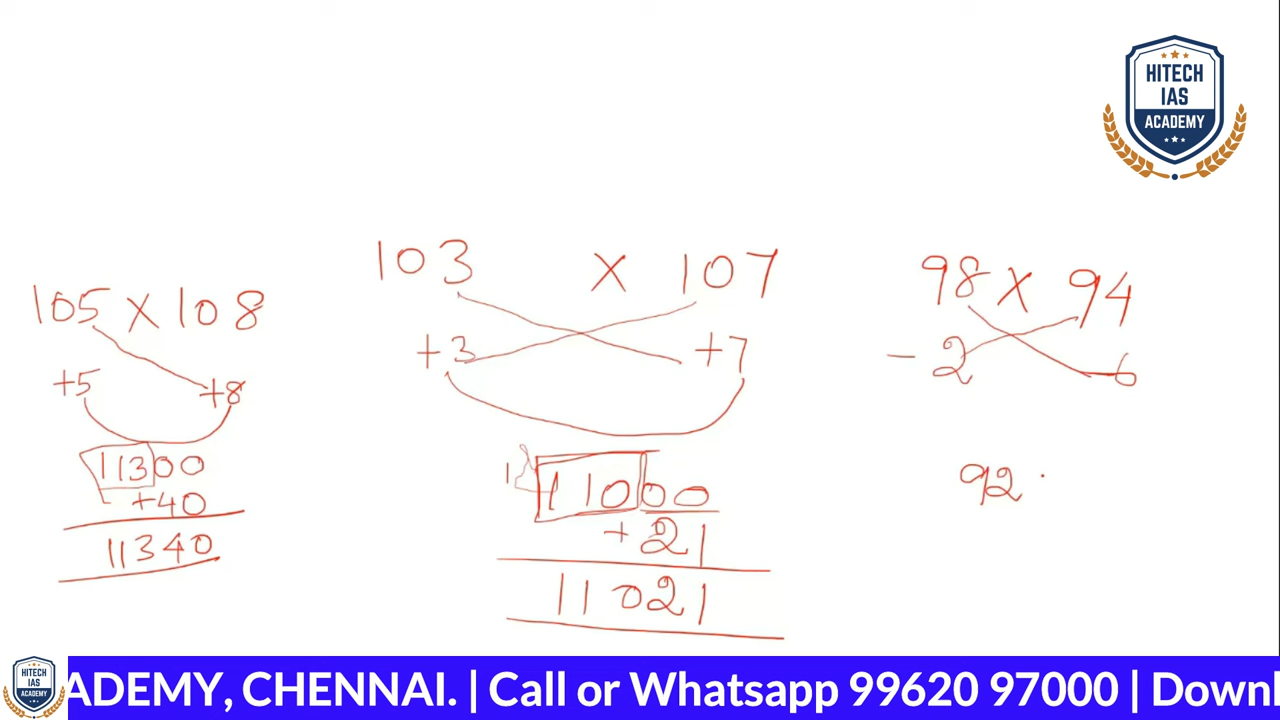 HITECH
IAS
ACADEMY
105 X 108
+5 +8
11300
+40
11340
103 X 107
+3 +7
11000
+ 21
11021
98 X 94
- 2 - 6
92
HITECH
IAS
ACADEMY
ADEMY, CHENNAI. | Call or Whatsapp 99620 97000 | Downl